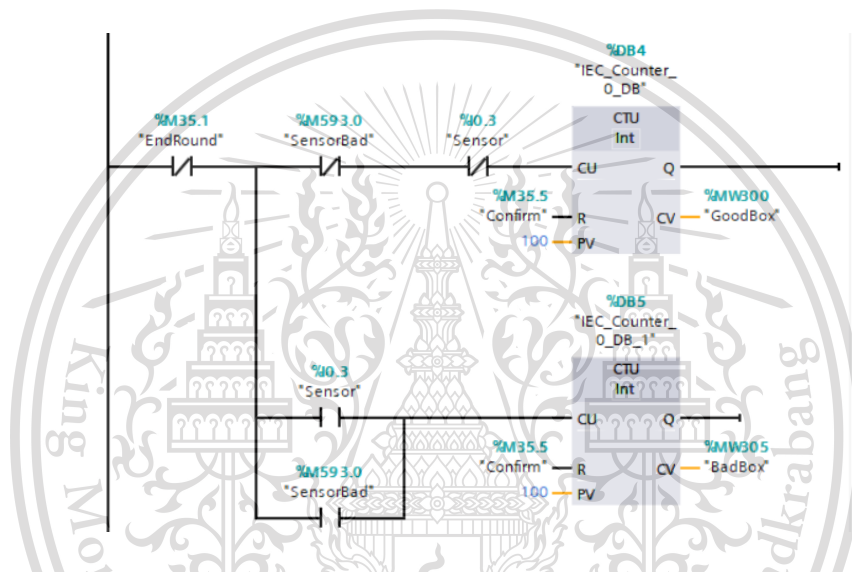 %DB4
"IEC_Counter_
0_DB"
CTU
Int
%M35.1
"EndRound"
%M593.0
"SensorBad"
%I0.3
"Sensor"
CU
Q
%M35.5
"Confirm"
R
CV
%MW300
"GoodBox"
100
PV
%DB5
"IEC_Counter_
0_DB_1"
CTU
Int
%I0.3
"Sensor"
CU
Q
%M35.5
"Confirm"
R
CV
%MW305
"BadBox"
%M593.0
"SensorBad"
100
PV
King Mo
dkrabang